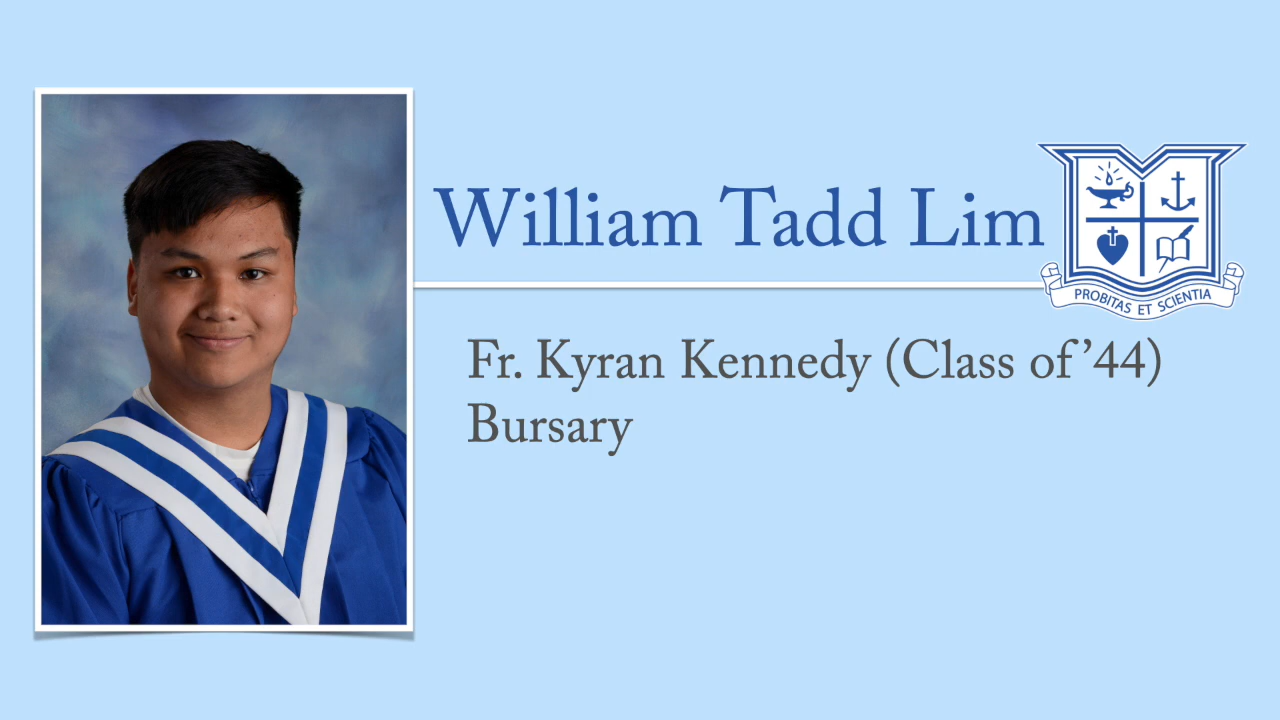 William Tadd Lim
PROBITAS ET SCIENTIA
Fr. Kyran Kennedy (Class of ’44)
Bursary